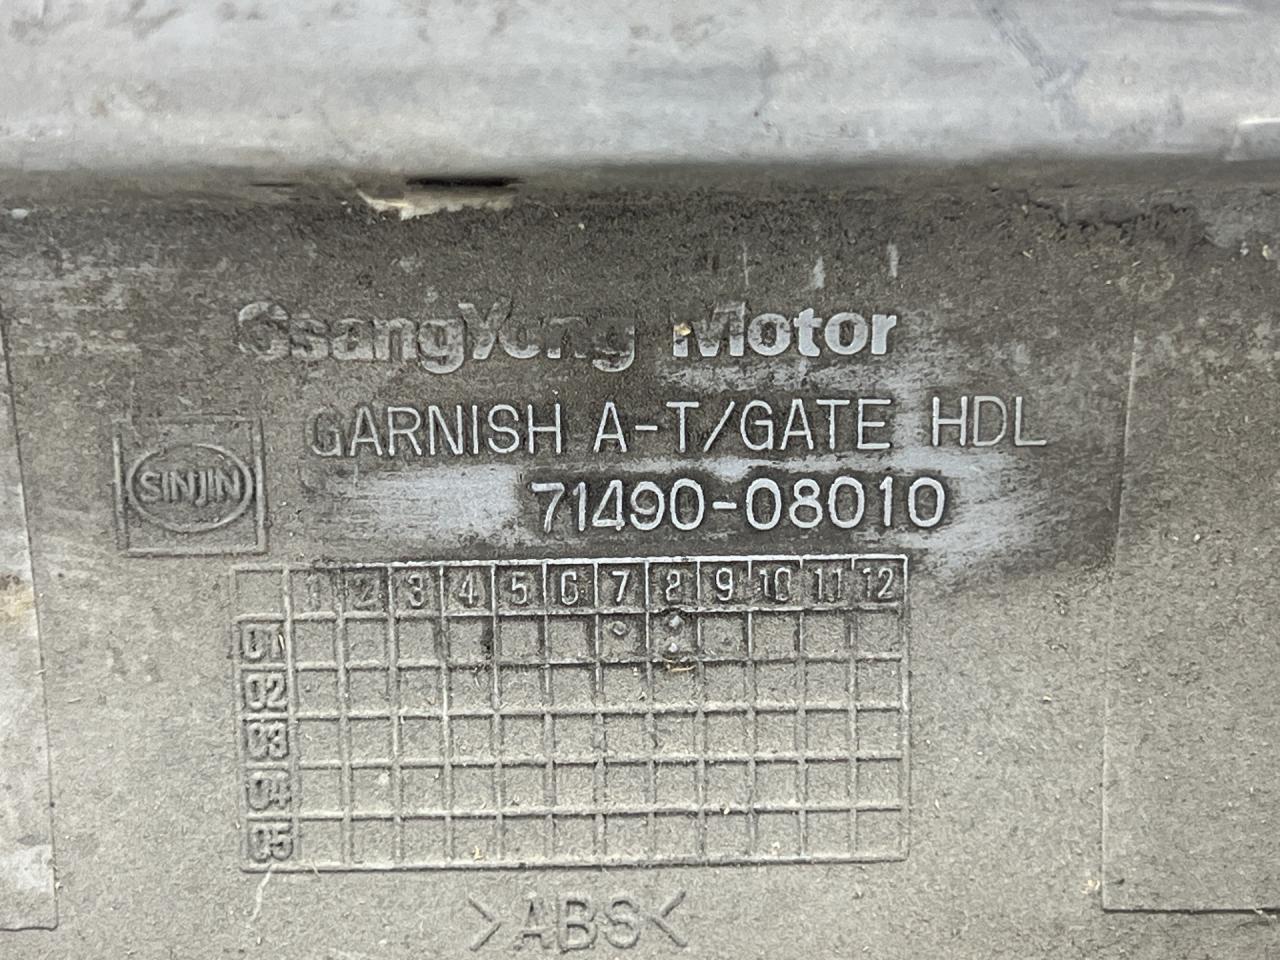 SsangYong Motor
GARNISH A-T/GATE HDL
SINJIN
71490-08010
1 2 3 4 5 6 7 8 9 10 11 12
01
02
03
04
05
>ABS<